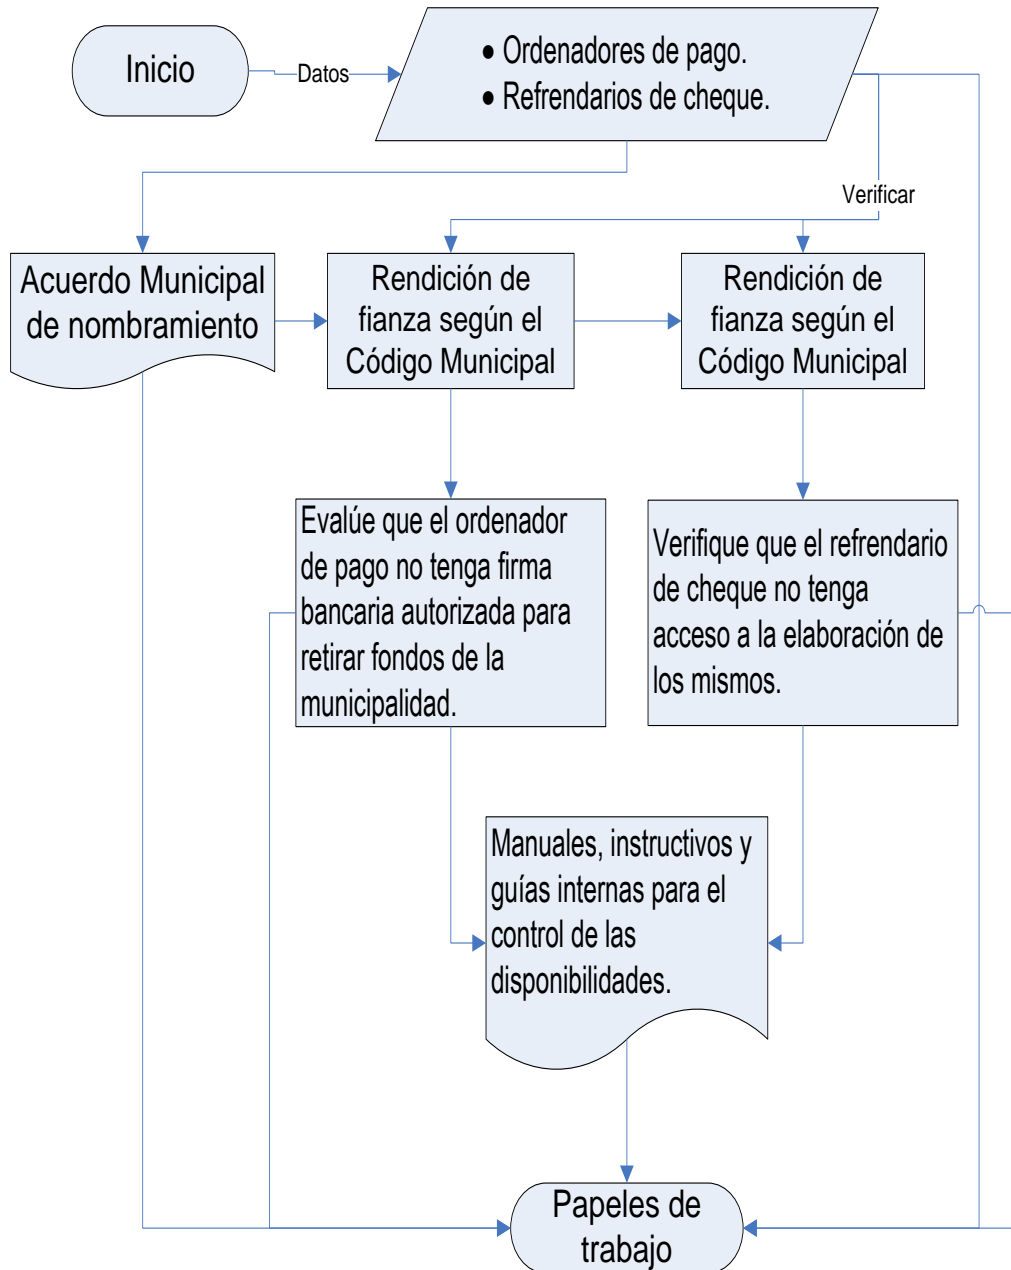 Inicio
Datos
• Ordenadores de pago.
• Refrendarios de cheque.
Verificar
Acuerdo Municipal
de nombramiento
Rendición de
fianza según el
Código Municipal
Rendición de
fianza según el
Código Municipal
Evalúe que el ordenador
de pago no tenga firma
bancaria autorizada para
retirar fondos de la
municipalidad.
Verifique que el refrendario
de cheque no tenga
acceso a la elaboración de
los mismos.
Manuales, instructivos y
guías internas para el
control de las
disponibilidades.
Papeles de
trabajo